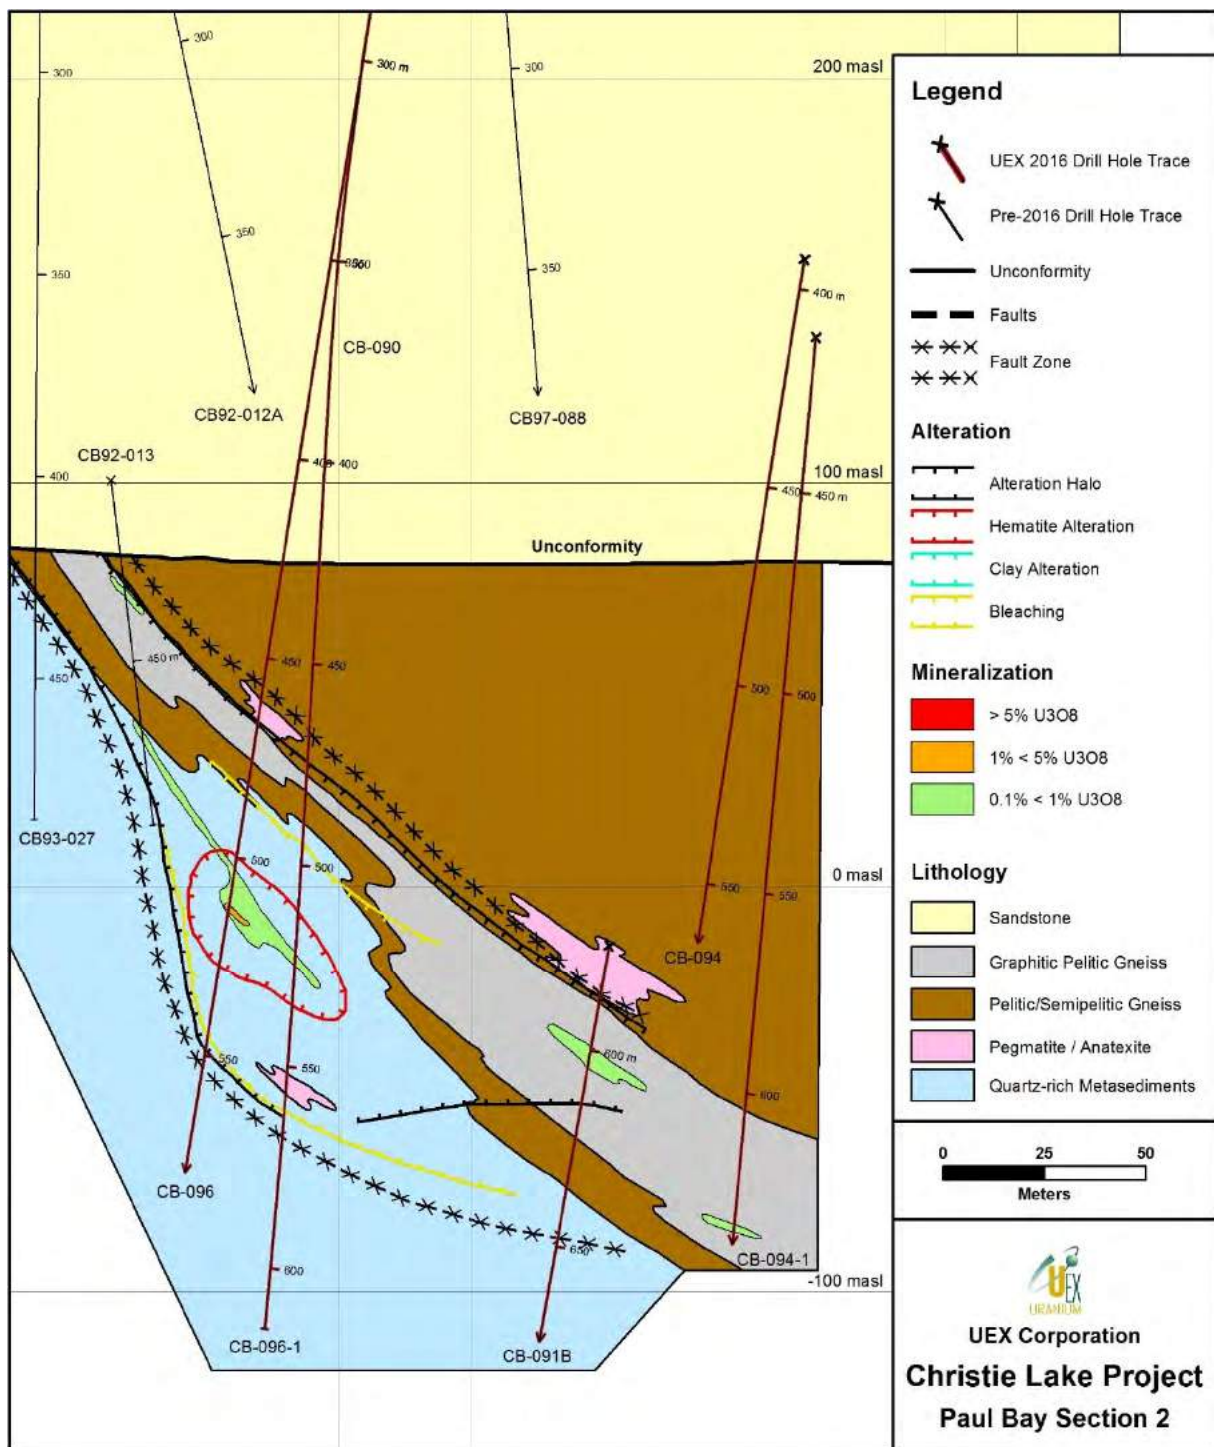 300
300
300 m
300
200 masl
350
350
350
CB-090
CB92-012A
CB97-088
400 m
CB92-013
400
400
400
100 masl
450
450 m
Unconformity
450 m
450
450
450
500
500
CB93-027
500
500
0 masl
550
550
CB-094
550
550
600 m
600
CB-096
650
CB-094-1
600
-100 masl
CB-096-1
CB-091B
Legend
UEX 2016 Drill Hole Trace
Pre-2016 Drill Hole Trace
Unconformity
Faults
Fault Zone
Alteration
Alteration Halo
Hematite Alteration
Clay Alteration
Bleaching
Mineralization
> 5% U3O8
1% < 5% U3O8
0.1% < 1% U3O8
Lithology
Sandstone
Graphitic Pelitic Gneiss
Pelitic/Semipelitic Gneiss
Pegmatite / Anatexite
Quartz-rich Metasediments
0 25 50
Meters
UEX
URANIUM
UEX Corporation
Christie Lake Project
Paul Bay Section 2